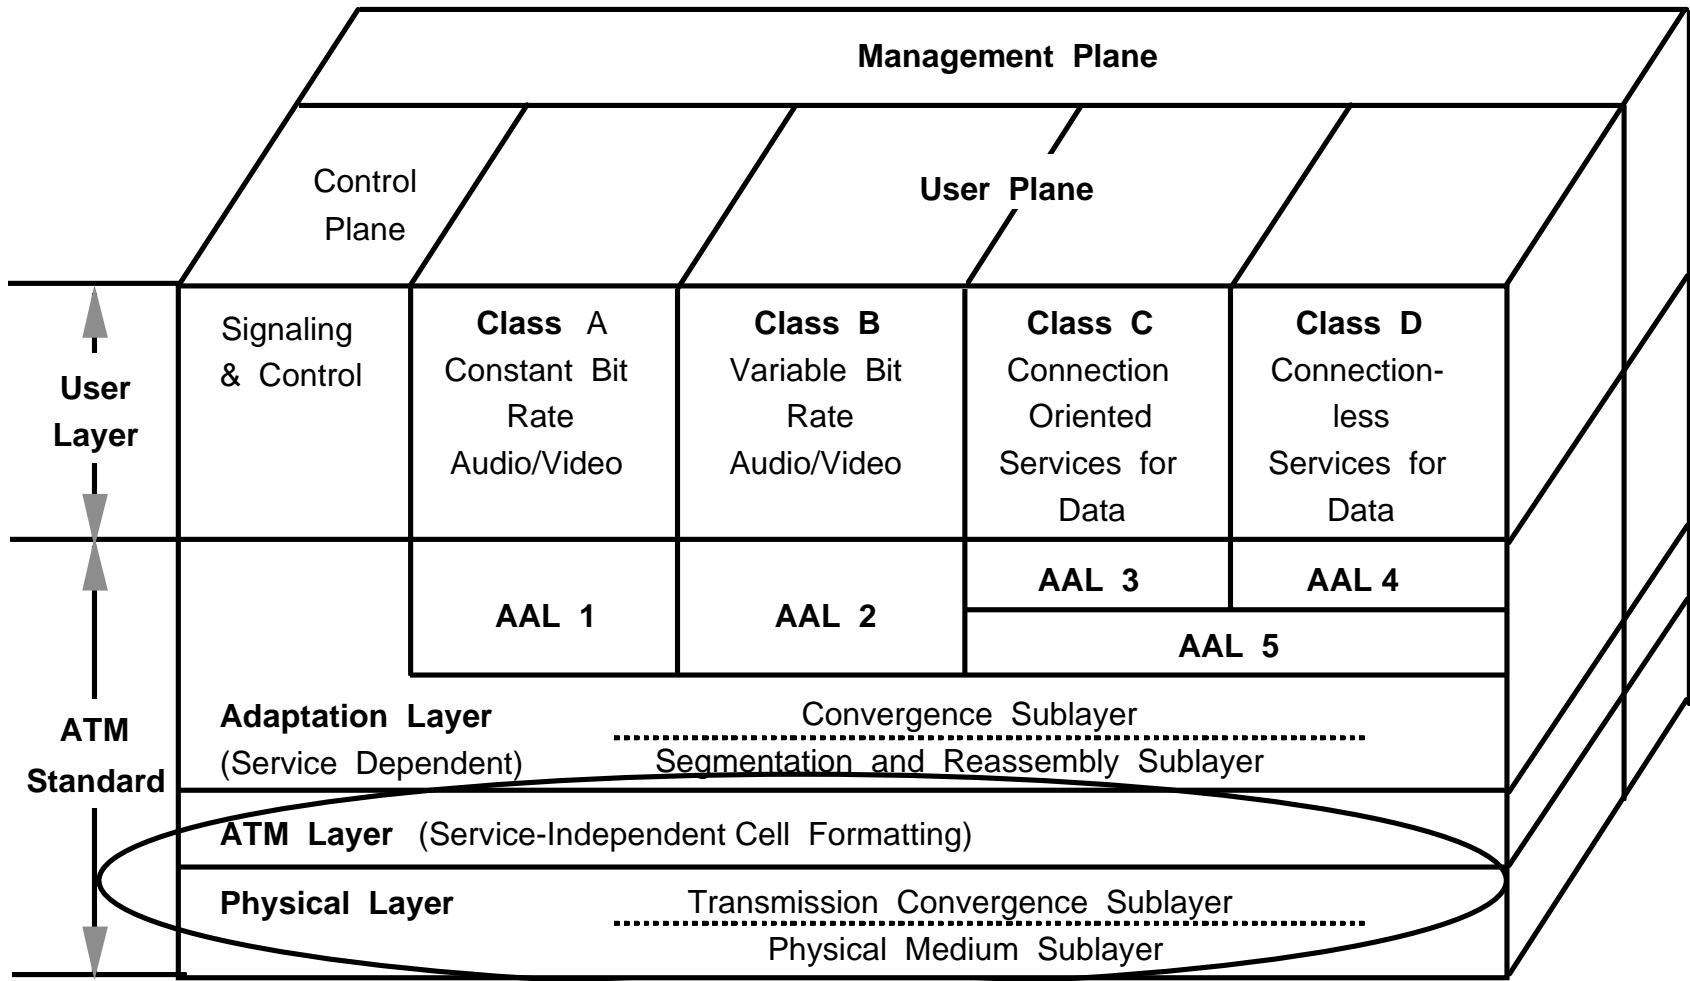 Management Plane
Control
Plane
User Plane
User
Layer
Signaling
& Control
Class A
Constant Bit
Rate
Audio/Video
Class B
Variable Bit
Rate
Audio/Video
Class C
Connection
Oriented
Services for
Data
Class D
Connection-
less
Services for
Data
ATM
Standard
AAL 1
AAL 2
AAL 3
AAL 4
AAL 5
Adaptation Layer
(Service Dependent)
Convergence Sublayer
Segmentation and Reassembly Sublayer
ATM Layer (Service-Independent Cell Formatting)
Physical Layer
Transmission Convergence Sublayer
Physical Medium Sublayer